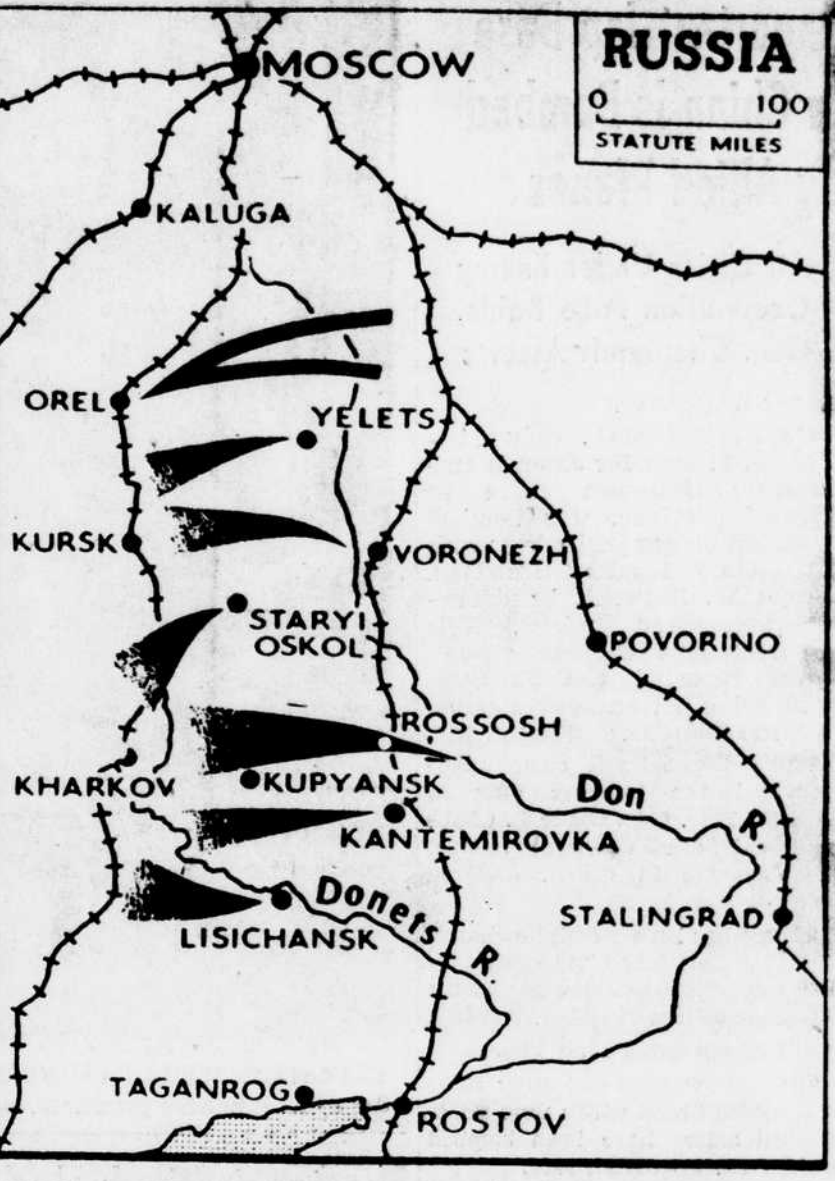 RUSSIA
0 100
STATUTE MILES
MOSCOW
KALUGA
OREL
YELETS
KURSK
VORONEZH
STARYI
OSKOL
POVORINO
ROSSOSH
KHARKOV
KUPYANSK
Don
R.
KANTEMIROVKA
Donets
R.
LISICHANSK
STALINGRAD
TAGANROG
ROSTOV